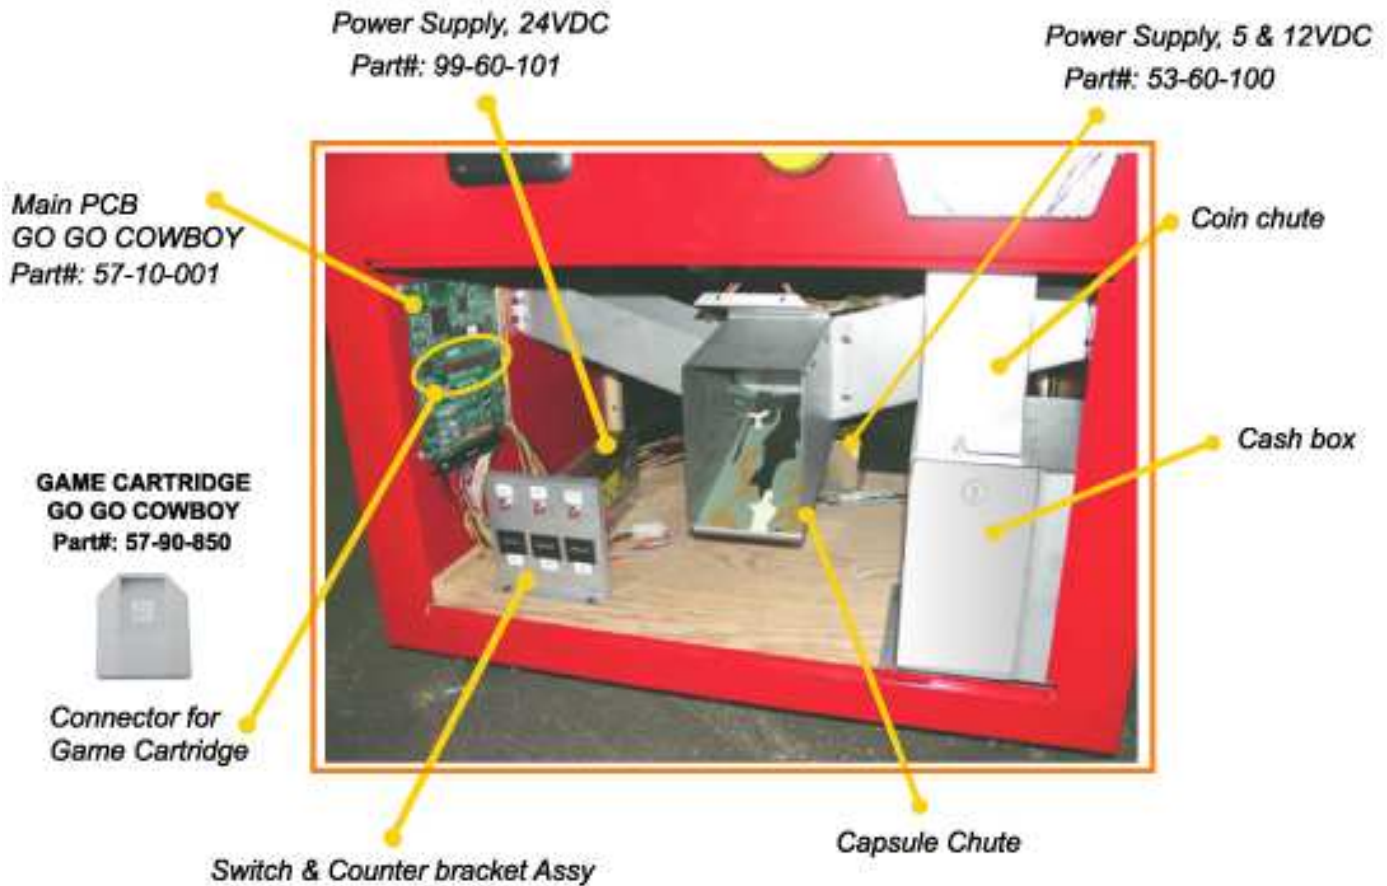 Power Supply, 24VDC
Part#: 99-60-101
Power Supply, 5 & 12VDC
Part#: 53-60-100
Main PCB
GO GO COWBOY
Part#: 57-10-001
Coin chute
Cash box
GAME CARTRIDGE
GO GO COWBOY
Part#: 57-90-850
Connector for
Game Cartridge
Capsule Chute
Switch & Counter bracket Assy